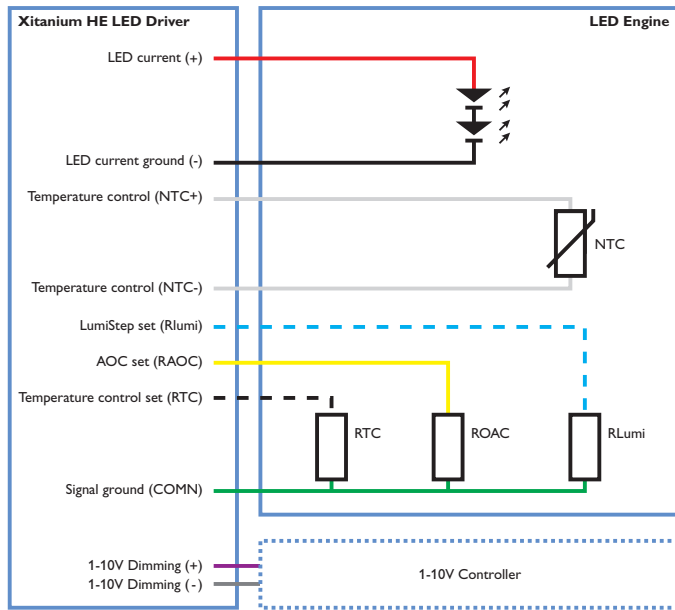 Xitanium HE LED Driver
LED Engine
LED current (+)
LED current ground (-)
Temperature control (NTC+)
NTC
Temperature control (NTC-)
LumiStep set (Rlumi)
AOC set (RAOC)
Temperature control set (RTC)
RTC
ROAC
RLumi
Signal ground (COMN)
1-10V Dimming (+)
1-10V Dimming (-)
1-10V Controller